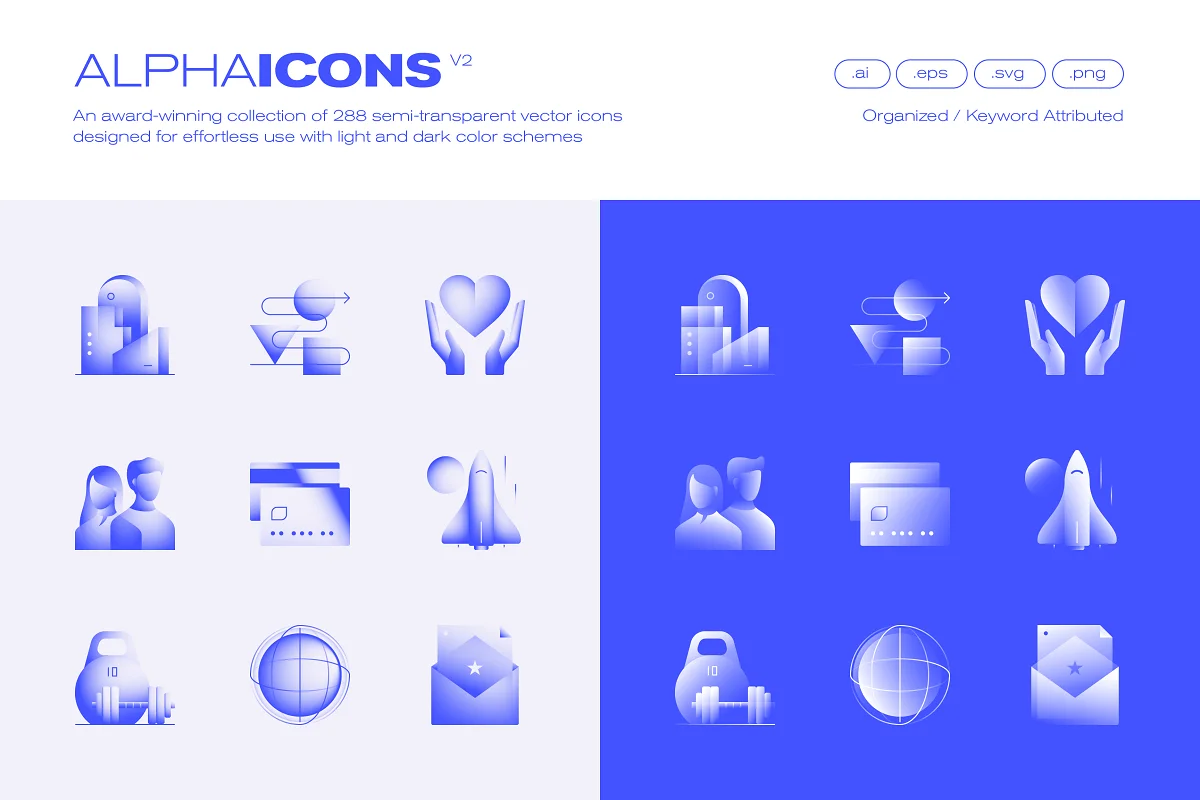 ALPHAICONS V2
An award-winning collection of 288 semi-transparent vector icons
designed for effortless use with light and dark color schemes
.ai .eps .svg .png
Organized / Keyword Attributed
10
10